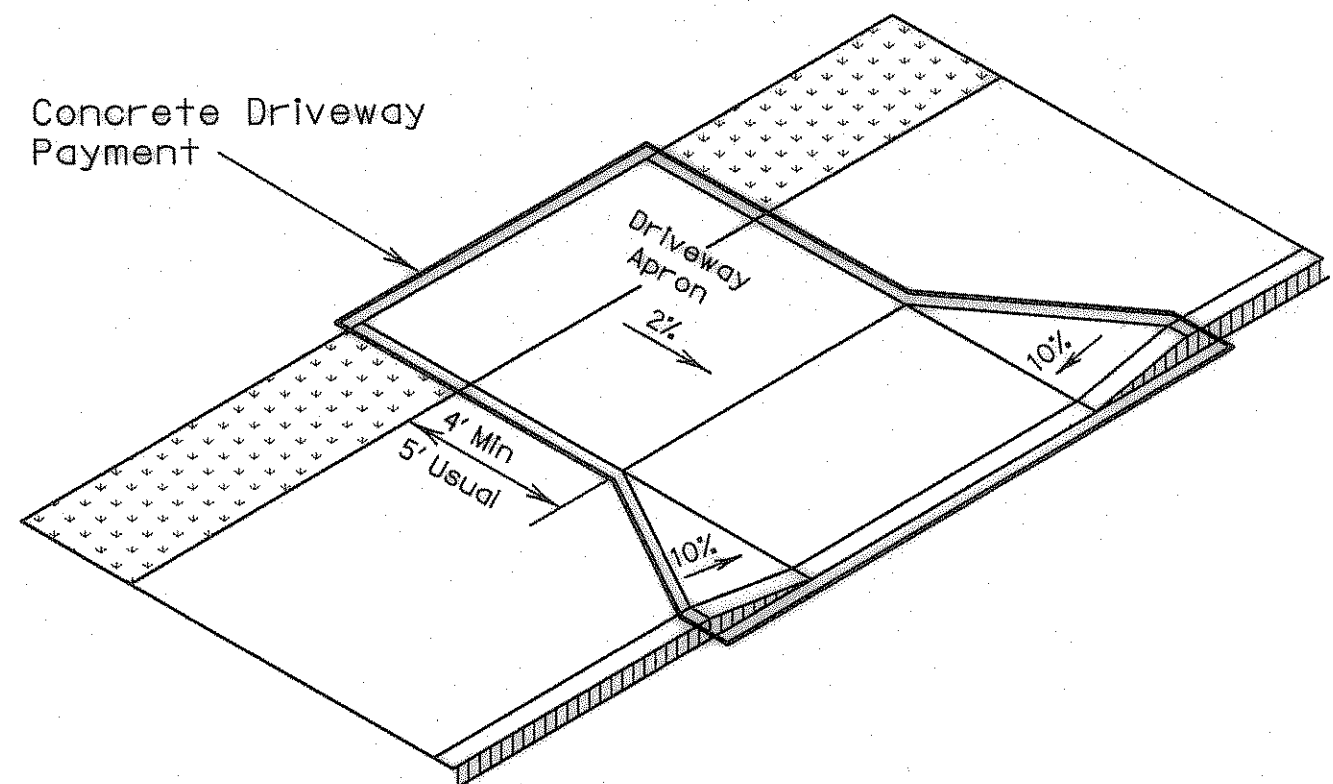 Concrete Driveway
Payment
Driveway
Apron
2%
10%
4' Min
5' Usual
10%